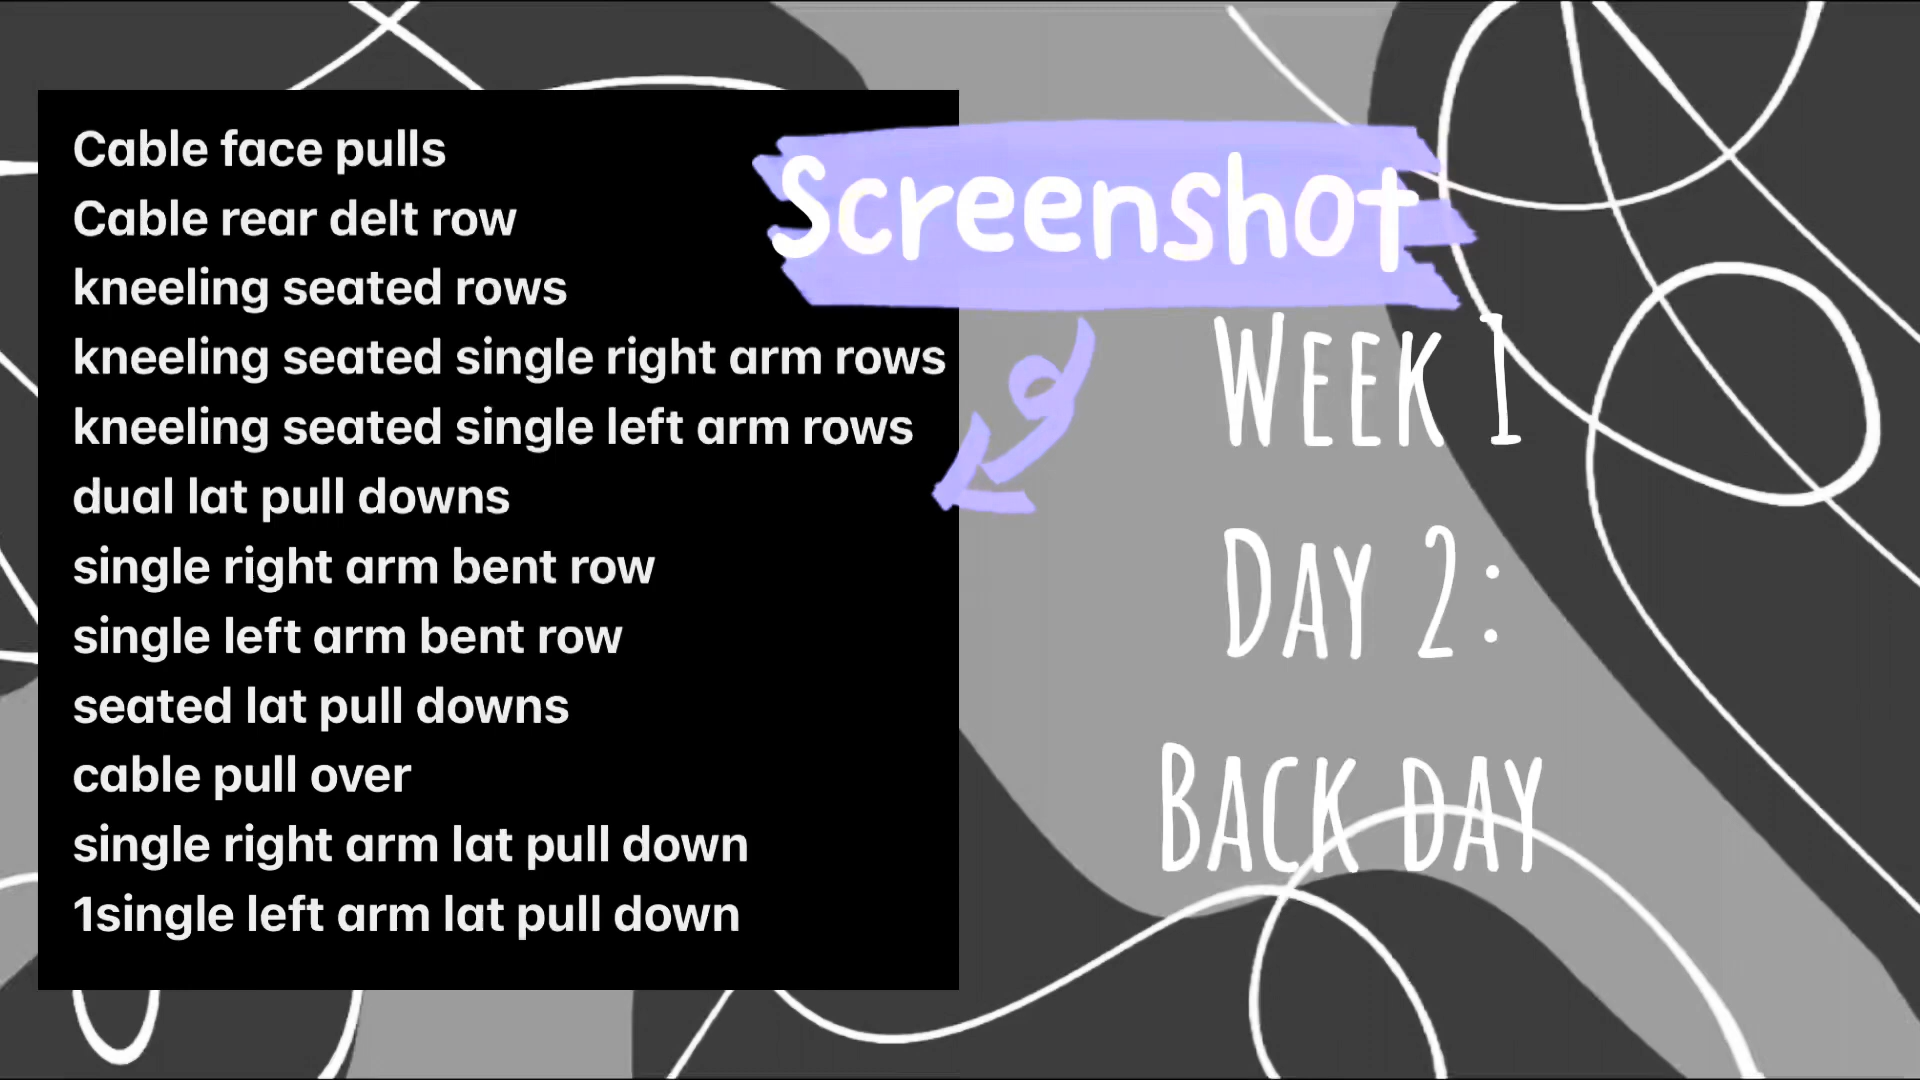 Cable face pulls
Cable rear delt row
kneeling seated rows
kneeling seated single right arm rows
kneeling seated single left arm rows
dual lat pull downs
single right arm bent row
single left arm bent row
seated lat pull downs
cable pull over
single right arm lat pull down
1single left arm lat pull down
Screenshot
WEEK 1
DAY 2:
BACK DAY